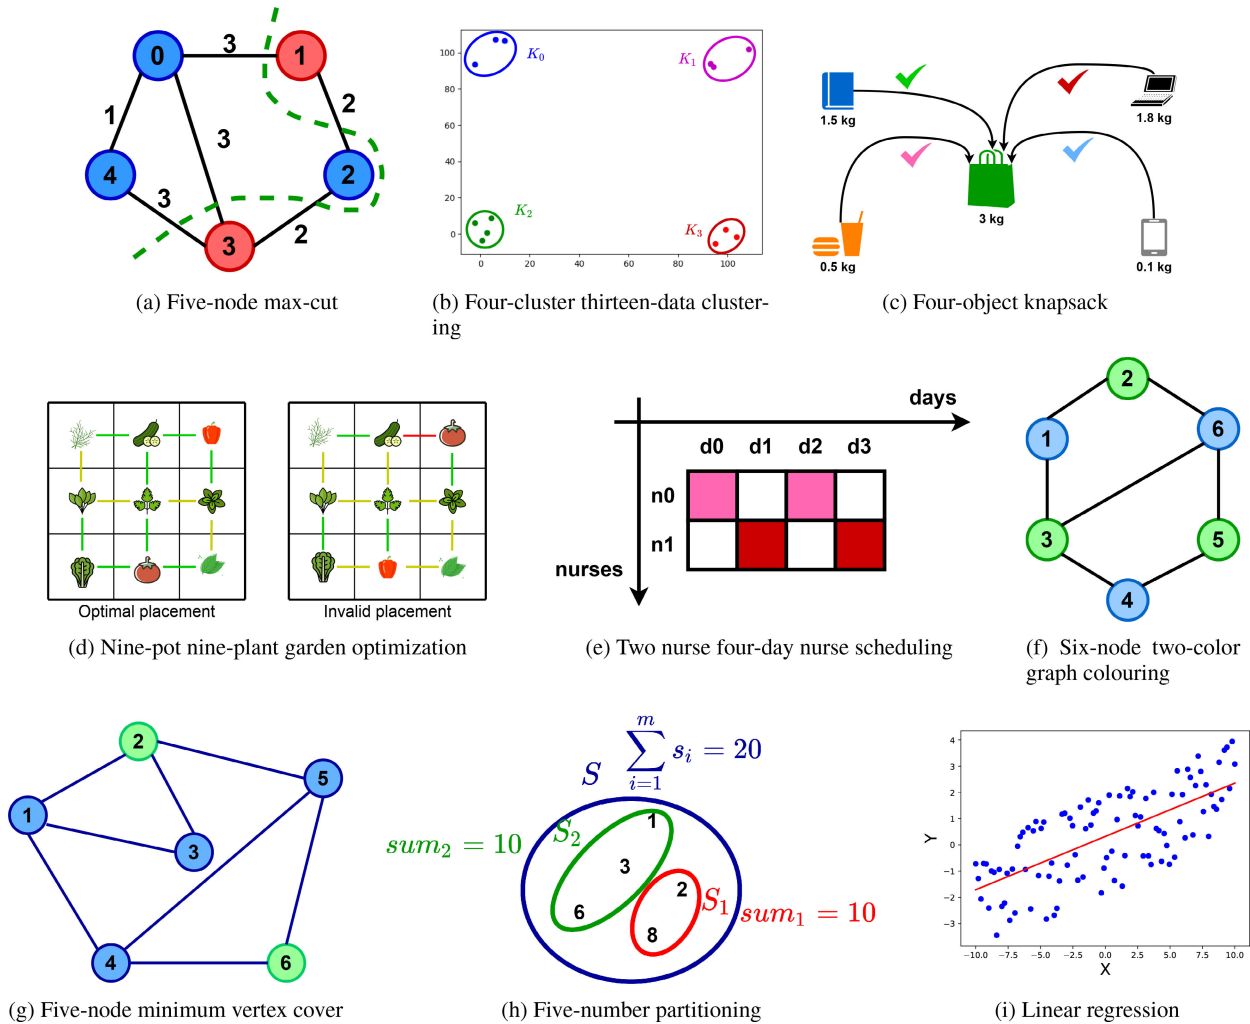 0
3
1
1
3
2
4
3
2
3
2
(a) Five-node max-cut
100
80
60
40
20
0
0
20
40
60
80
100
K₀
K₁
K₂
K₃
(b) Four-cluster thirteen-data cluster-
ing
1.5 kg
1.8 kg
3 kg
0.5 kg
0.1 kg
(c) Four-object knapsack
Optimal placement
Invalid placement
(d) Nine-pot nine-plant garden optimization
days
d0 d1 d2 d3
n0
n1
nurses
(e) Two nurse four-day nurse scheduling
2
6
1
3
5
4
(f) Six-node two-color
graph colouring
2
5
1
3
4
6
(g) Five-node minimum vertex cover
S ∑_{i=1}^{m} s_i = 20
S₂
sum₂ = 10
1
3
6
2
8
S₁
sum₁ = 10
(h) Five-number partitioning
4
3
2
1
0
−1
−2
−3
Y
−10.0 −7.5 −5.0 −2.5 0.0 2.5 5.0 7.5 10.0
X
(i) Linear regression